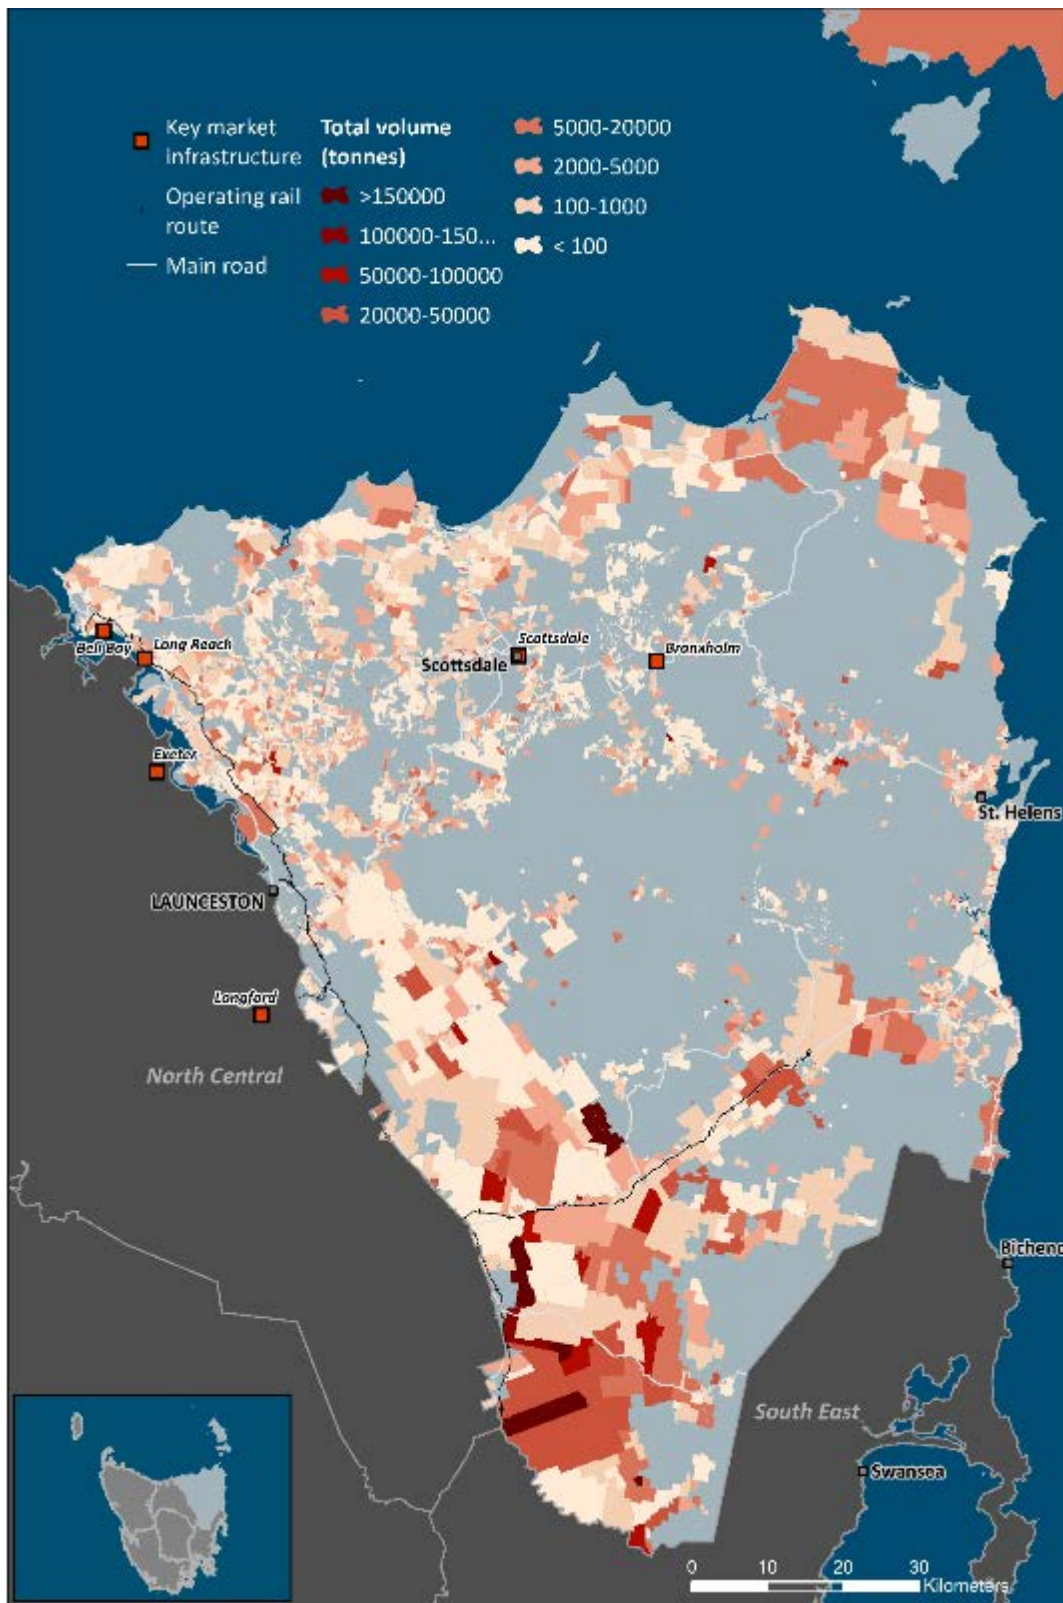 Key market
infrastructure
Operating rail
route
Main road
Total volume
(tonnes)
>150000
100000-150...
50000-100000
20000-50000
5000-20000
2000-5000
100-1000
< 100
Bell Bay
Long Reach
Scottsdale
Scottsdale
Branxholm
Exeter
St. Helens
LAUNCESTON
Longford
North Central
Bicheno
South East
Swansea
0 10 20 30
Kilometers